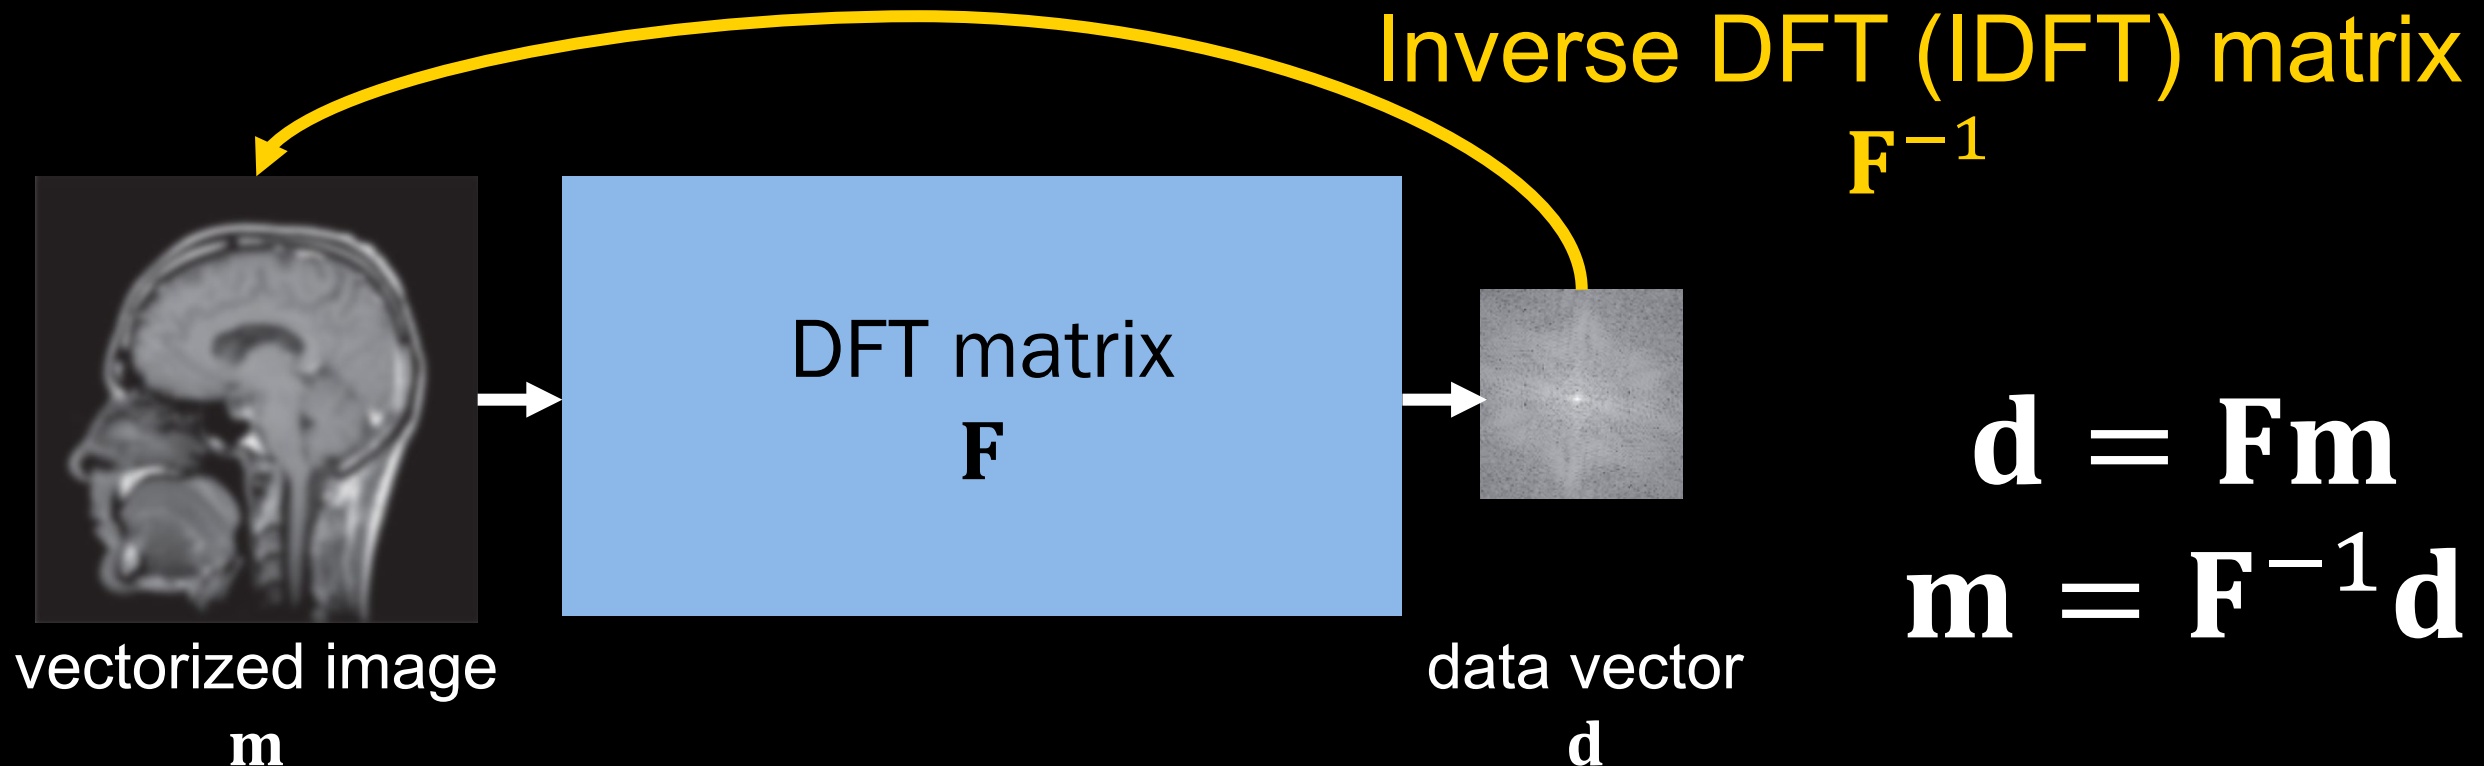 Inverse DFT (IDFT) matrix
F⁻¹
DFT matrix
F
d = Fm
m = F⁻¹d
vectorized image
m
data vector
d